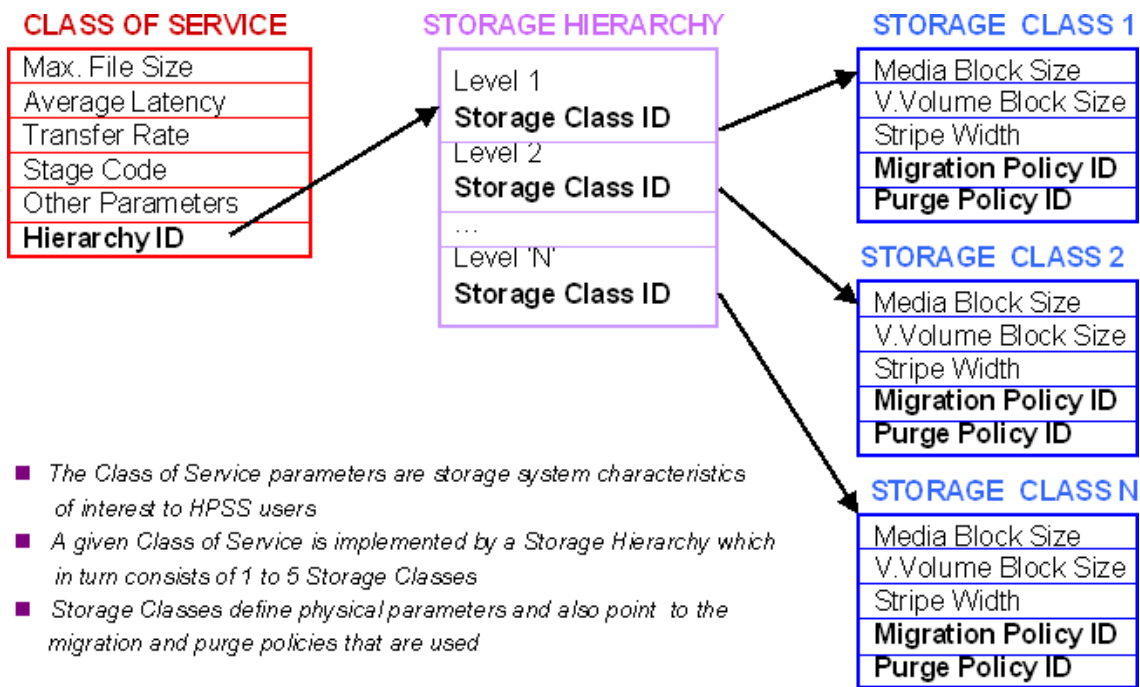 CLASS OF SERVICE
Max. File Size
Average Latency
Transfer Rate
Stage Code
Other Parameters
Hierarchy ID
STORAGE HIERARCHY
Level 1
Storage Class ID
Level 2
Storage Class ID
...
Level 'N'
Storage Class ID
STORAGE CLASS 1
Media Block Size
V.Volume Block Size
Stripe Width
Migration Policy ID
Purge Policy ID
STORAGE CLASS 2
Media Block Size
V.Volume Block Size
Stripe Width
Migration Policy ID
Purge Policy ID
STORAGE CLASS N
Media Block Size
V.Volume Block Size
Stripe Width
Migration Policy ID
Purge Policy ID
The Class of Service parameters are storage system characteristics
of interest to HPSS users
A given Class of Service is implemented by a Storage Hierarchy which
in turn consists of 1 to 5 Storage Classes
Storage Classes define physical parameters and also point to the
migration and purge policies that are used